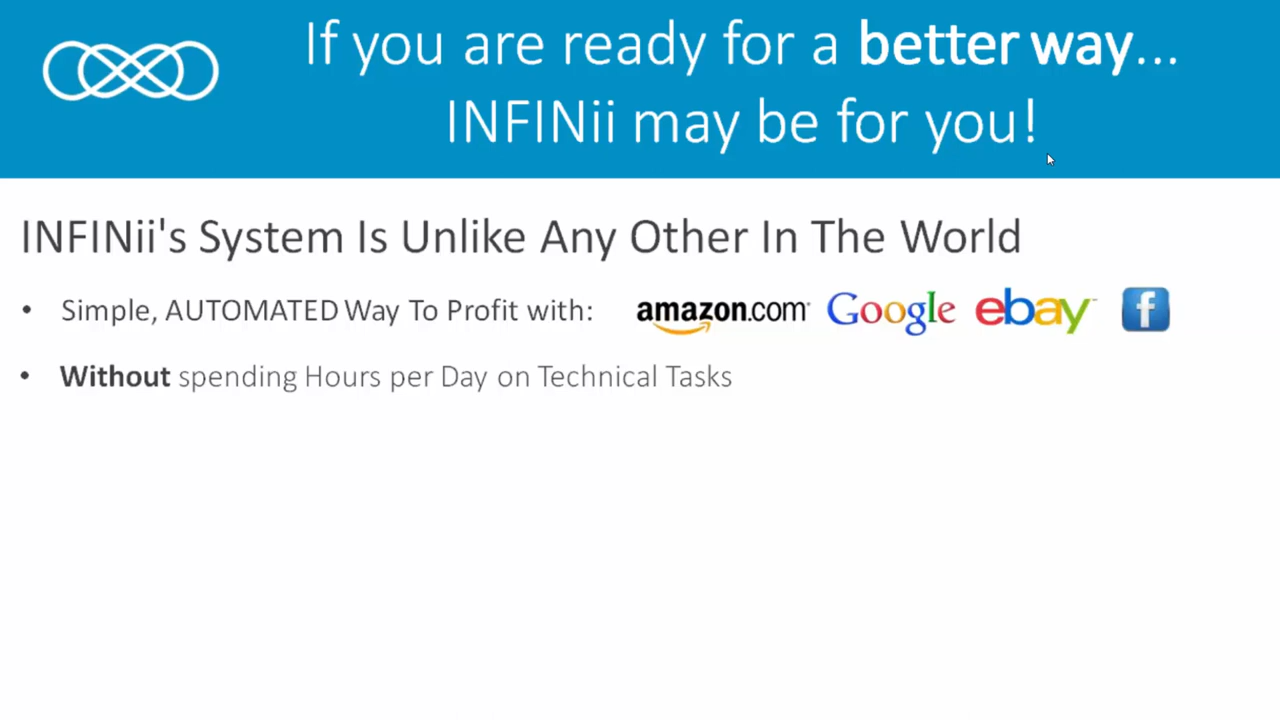 If you are ready for a better way...
INFINii may be for you!
INFINii's System Is Unlike Any Other In The World
• Simple, AUTOMATED Way To Profit with: amazon.com Google ebay f
• Without spending Hours per Day on Technical Tasks